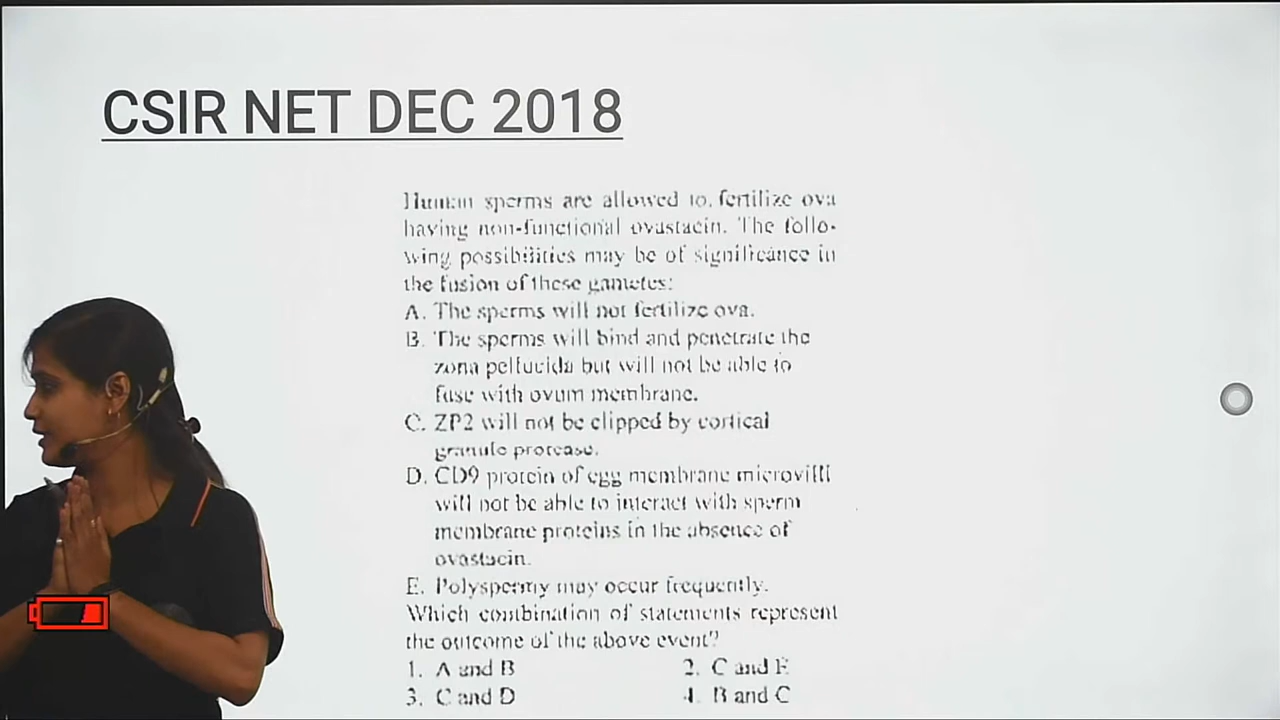 CSIR NET DEC 2018
Human sperms are allowed to fertilize ova
having non-functional ovastacin. The follo-
wing possibilities may be of significance in
the fusion of these gametes:
A. The sperms will not fertilize ova.
B. The sperms will bind and penetrate the
zona pellucida but will not be able to
fuse with ovum membrane.
C. ZP2 will not be clipped by cortical
granule protease.
D. CD9 protein of egg membrane microvilli
will not be able to interact with sperm
membrane proteins in the absence of
ovastacin.
E. Polyspermy may occur frequently.
Which combination of statements represent
the outcome of the above event?
1. A and B 2. C and E
3. C and D 4. B and C